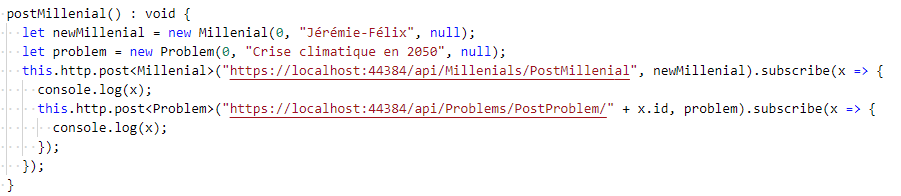 postMillenial() : void {
let newMillenial = new Millenial(0, "Jérémie-Félix", null);
let problem = new Problem(0, "Crise climatique en 2050", null);
this.http.post<Millenial>("https://localhost:44384/api/Millenials/PostMillenial", newMillenial).subscribe(x => {
console.log(x);
this.http.post<Problem>("https://localhost:44384/api/Problems/PostProblem/" + x.id, problem).subscribe(x => {
console.log(x);
});
});
}